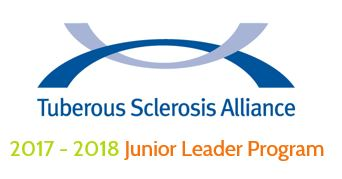 Tuberous Sclerosis Alliance
2017 - 2018 Junior Leader Program